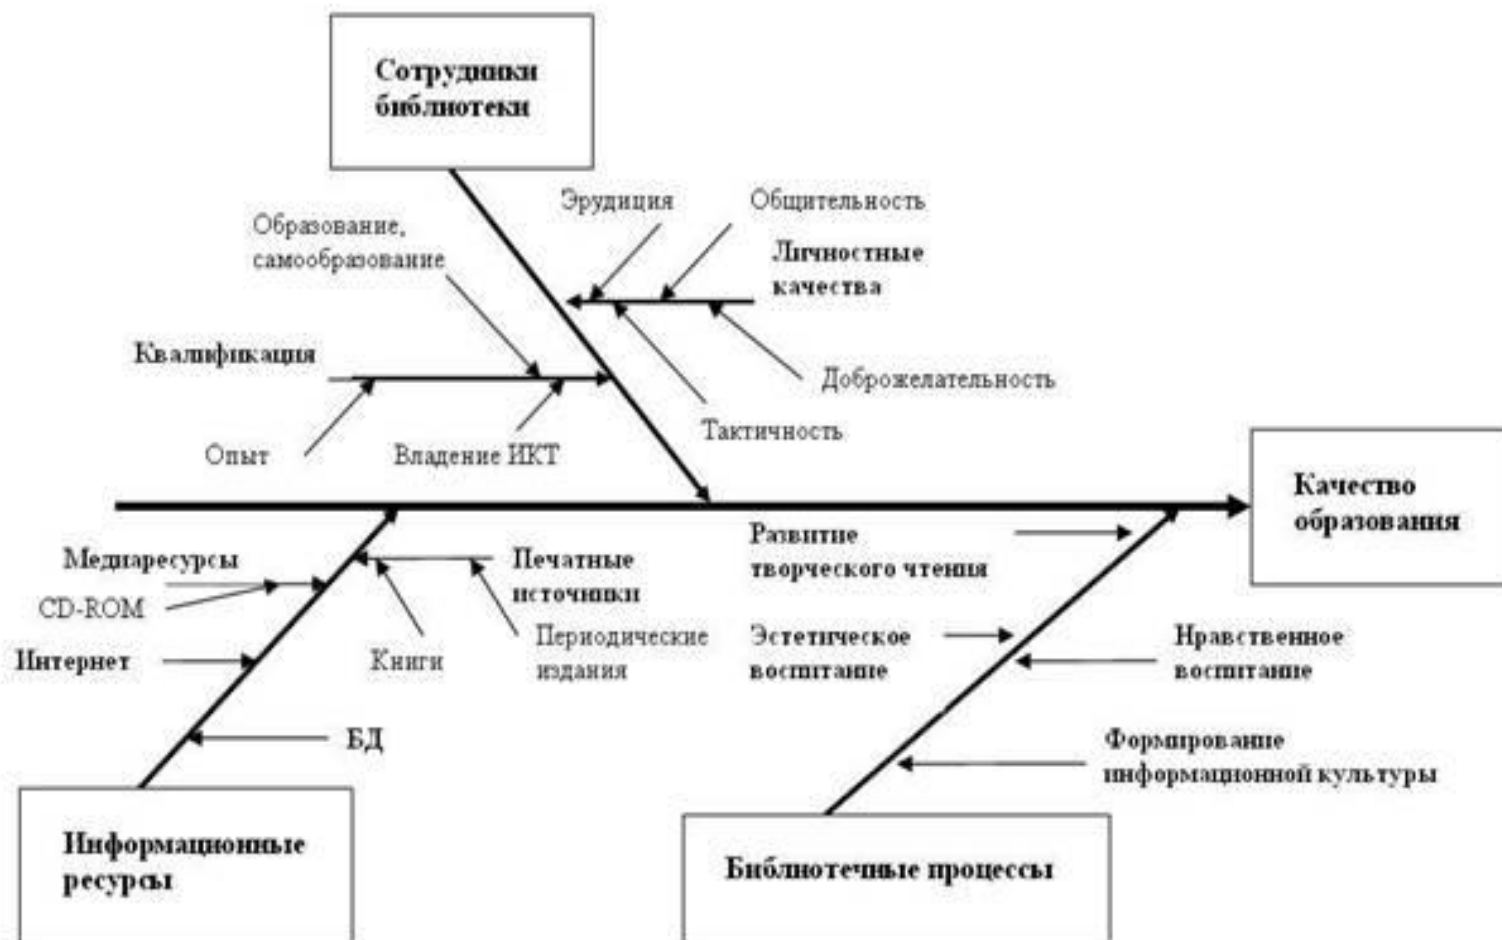 Сотрудники
библиотеки
Эрудиция
Общительность
Образование,
самообразование
Личностные
качества
Квалификация
Доброжелательность
Тактичность
Опыт
Владение ИКТ
Качество
образования
Медиаресурсы
CD-ROM
Печатные
источники
Развитие
творческого чтения
Интернет
Книги
Периодические
издания
Эстетическое
воспитание
Нравственное
воспитание
БД
Формирование
информационной культуры
Информационные
ресурсы
Библиотечные процессы